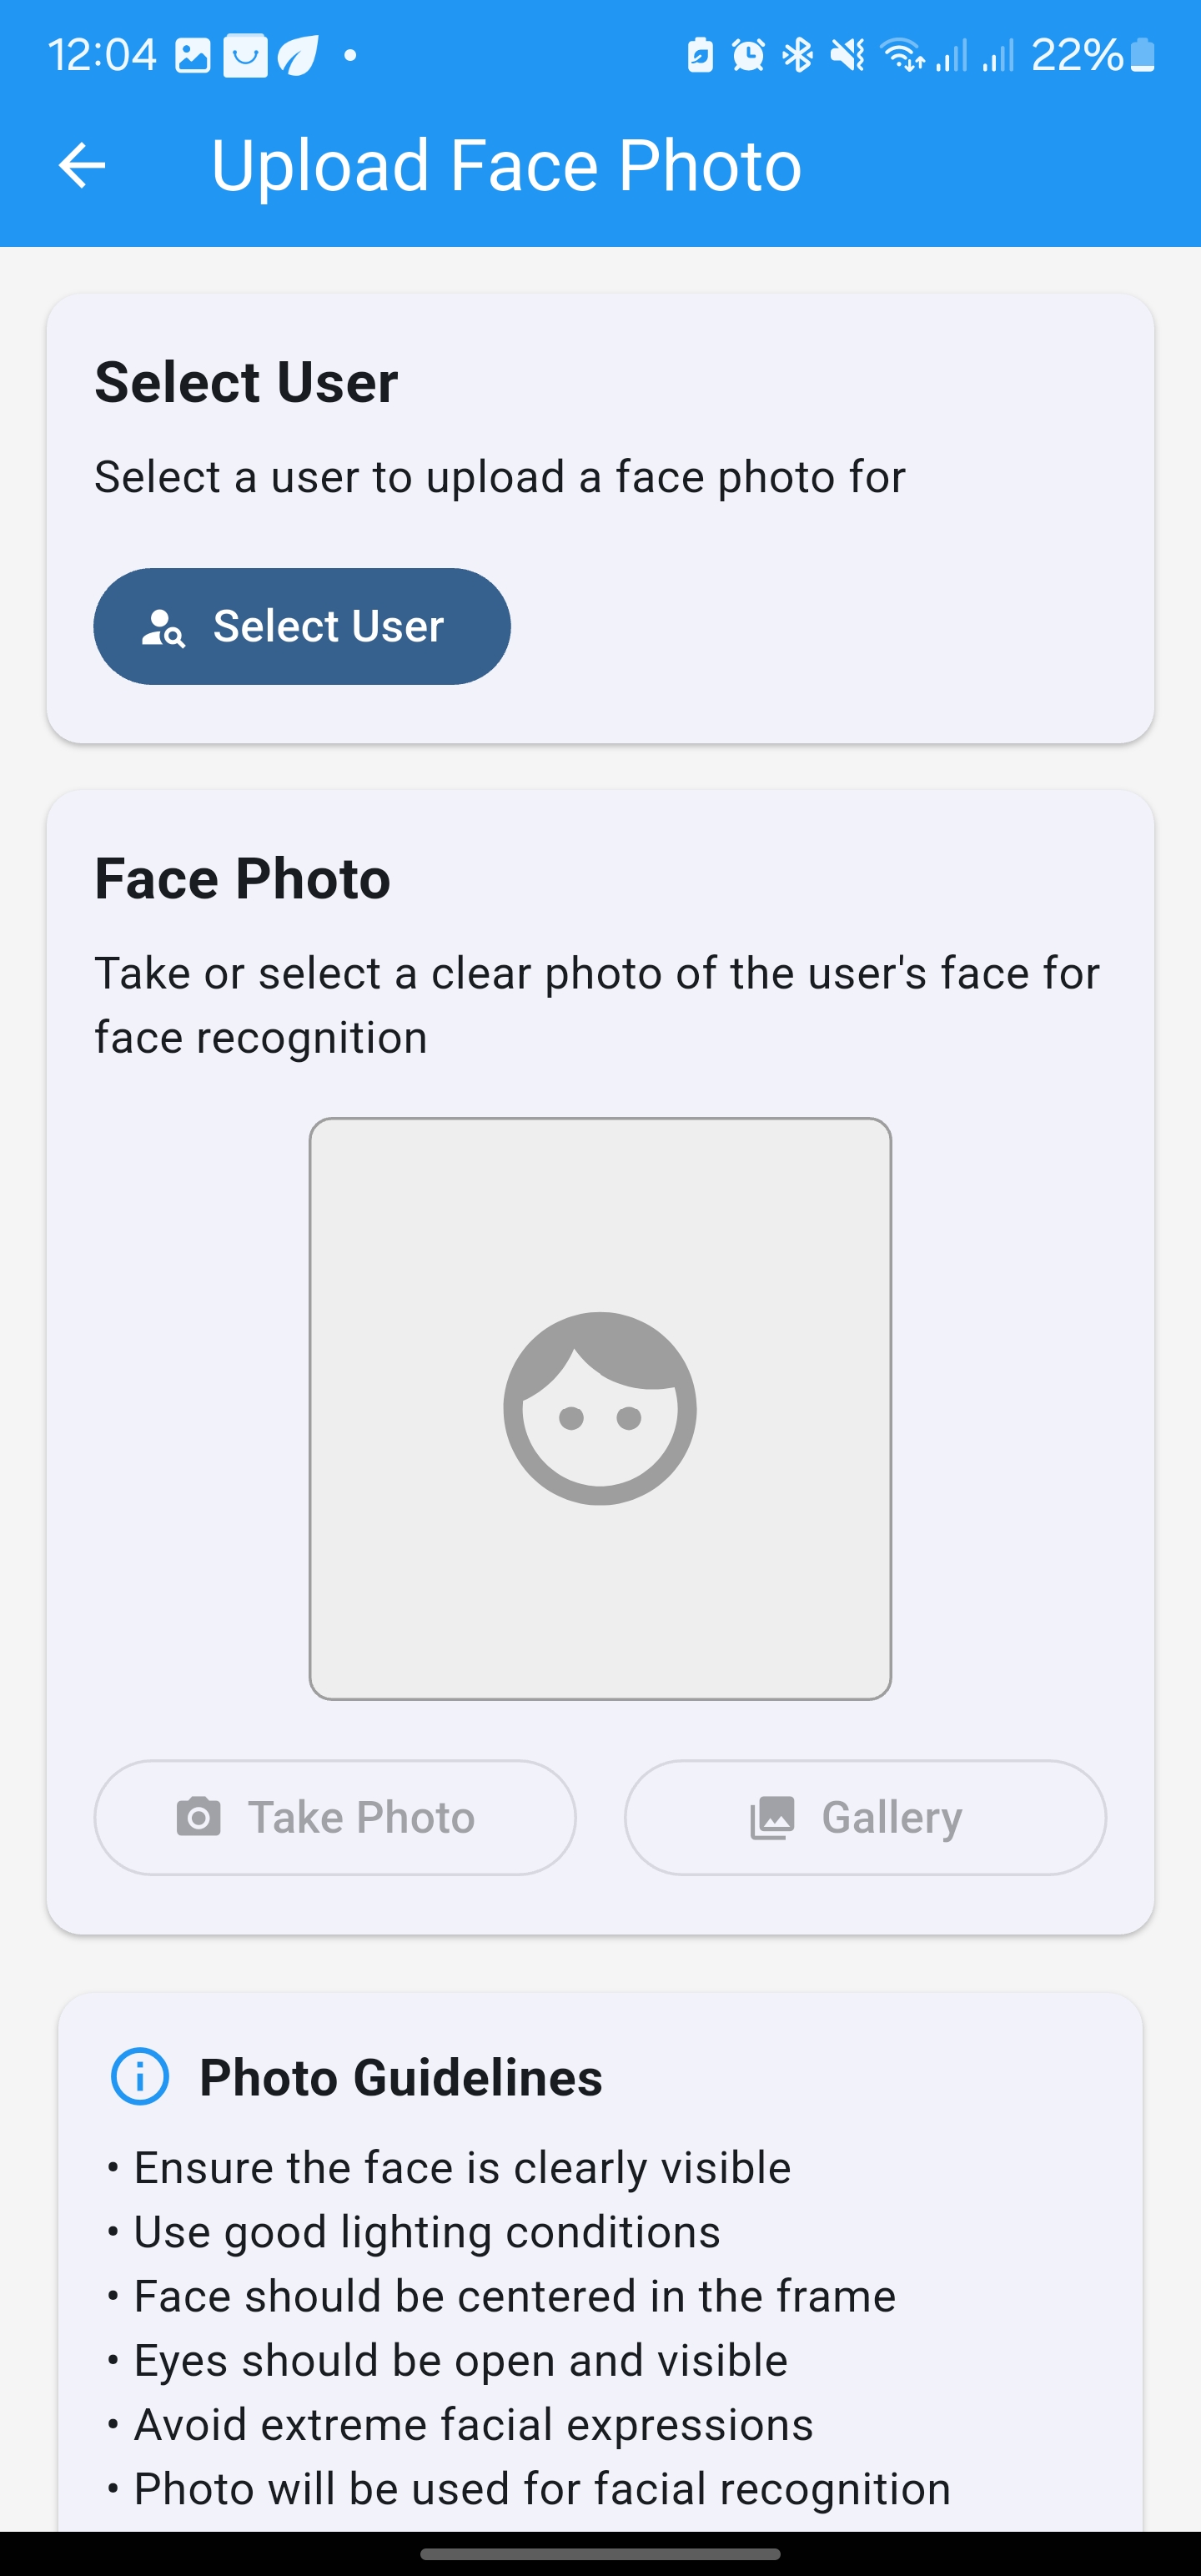 12:04
22%
Upload Face Photo
Select User
Select a user to upload a face photo for
Select User
Face Photo
Take or select a clear photo of the user's face for
face recognition
Take Photo
Gallery
Photo Guidelines
• Ensure the face is clearly visible
• Use good lighting conditions
• Face should be centered in the frame
• Eyes should be open and visible
• Avoid extreme facial expressions
• Photo will be used for facial recognition